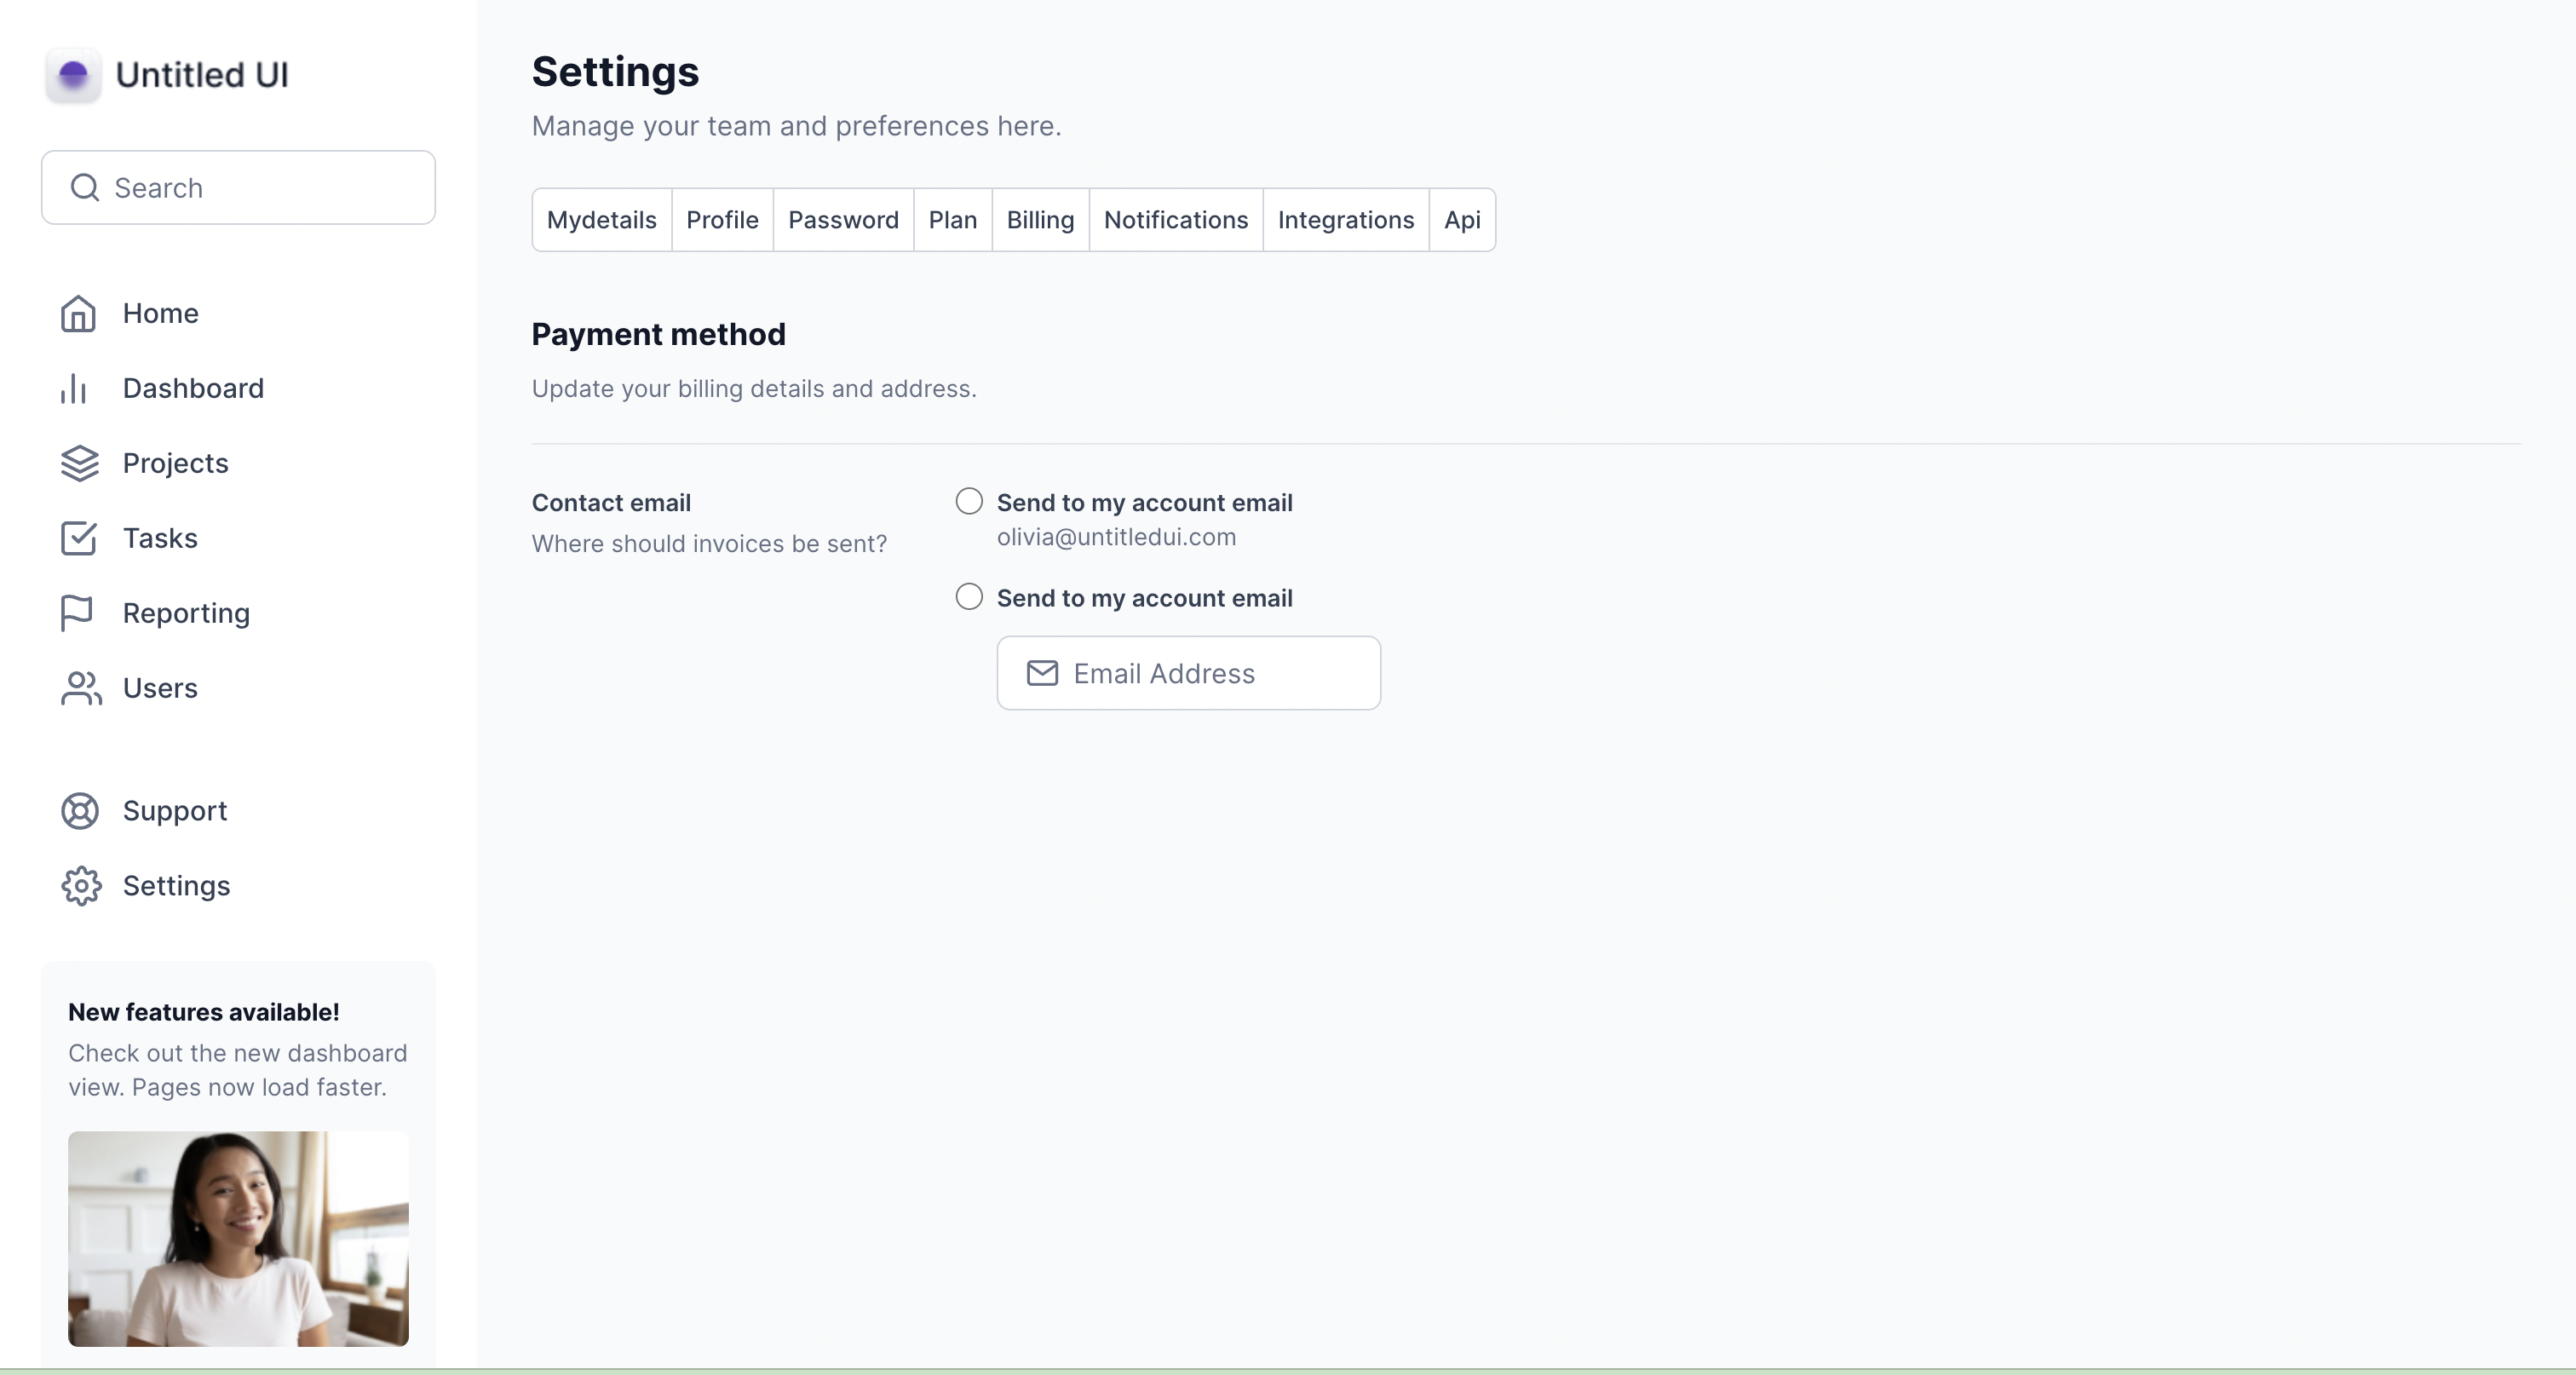 Untitled UI
Search
Home
Dashboard
Projects
Tasks
Reporting
Users
Support
Settings
New features available!
Check out the new dashboard
view. Pages now load faster.
Settings
Manage your team and preferences here.
Mydetails Profile Password Plan Billing Notifications Integrations Api
Payment method
Update your billing details and address.
Contact email
Where should invoices be sent?
Send to my account email
olivia@untitledui.com
Send to my account email
Email Address